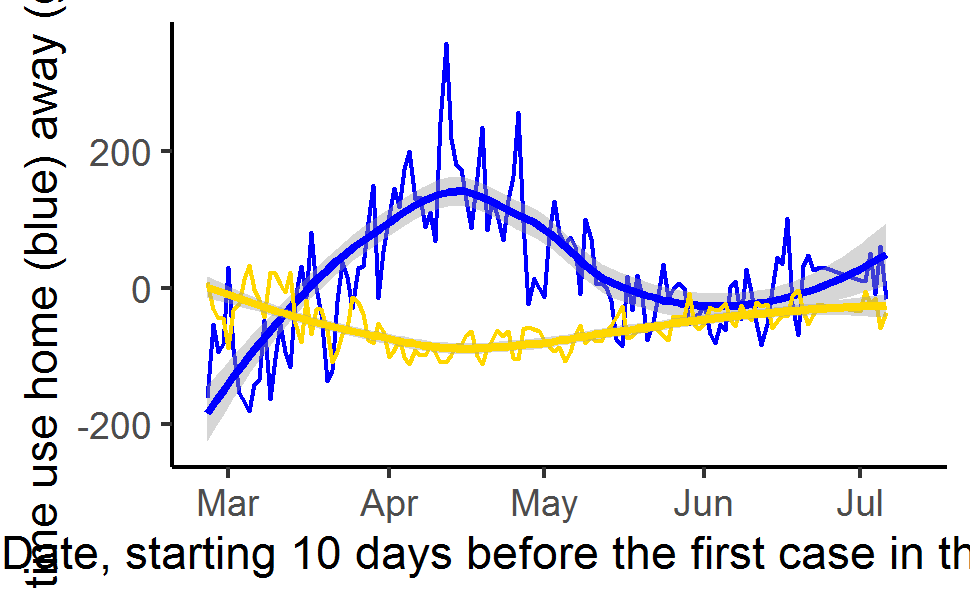 time use home (blue) away (
200
0
-200
Mar Apr May Jun Jul
Date, starting 10 days before the first case in th